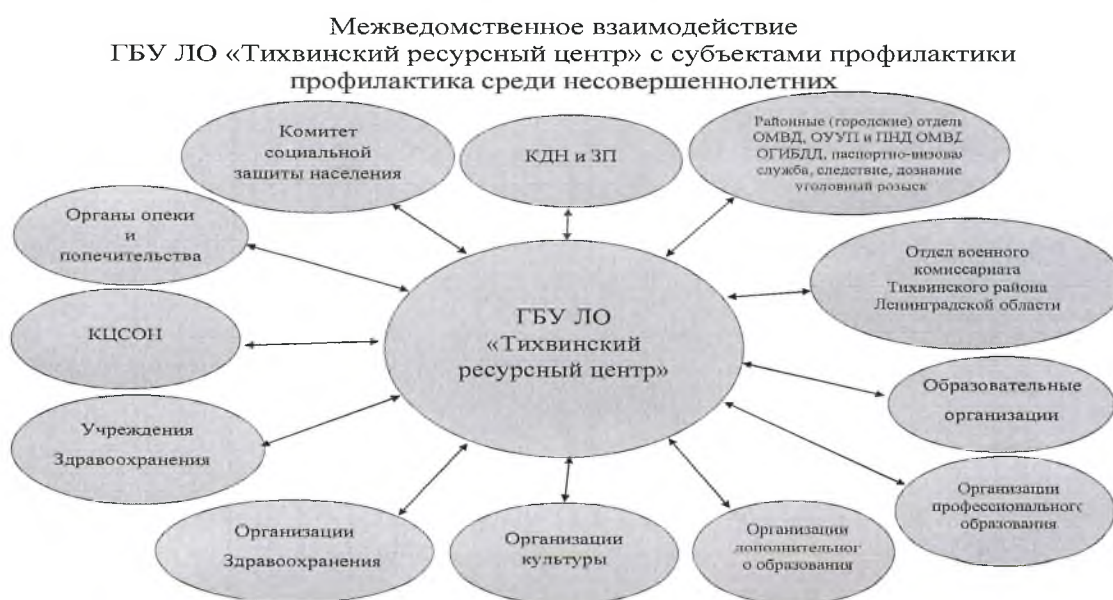 Межведомственное взаимодействие
ГБУ ЛО «Тихвинский ресурсный центр» с субъектами профилактики
профилактика среди несовершеннолетних
Комитет
социальной
защиты населения
КДН и ЗП
Районные (городские) отдель
ОМВД, ОУУП и ПНД ОМВД
ОГИБДД, паспортно-визовая
служба, следствие, дознание
уголовный розыск
Органы опеки
и
попечительства
Отдел военного
комиссариата
Тихвинского района
Ленинградской области
ГБУ ЛО
«Тихвинский
ресурсный центр»
КЦСОН
Образовательные
организации
Учреждения
Здравоохранения
Организации
профессионального
образования
Организации
Здравоохранения
Организации
культуры
Организации
дополнительног
о образования